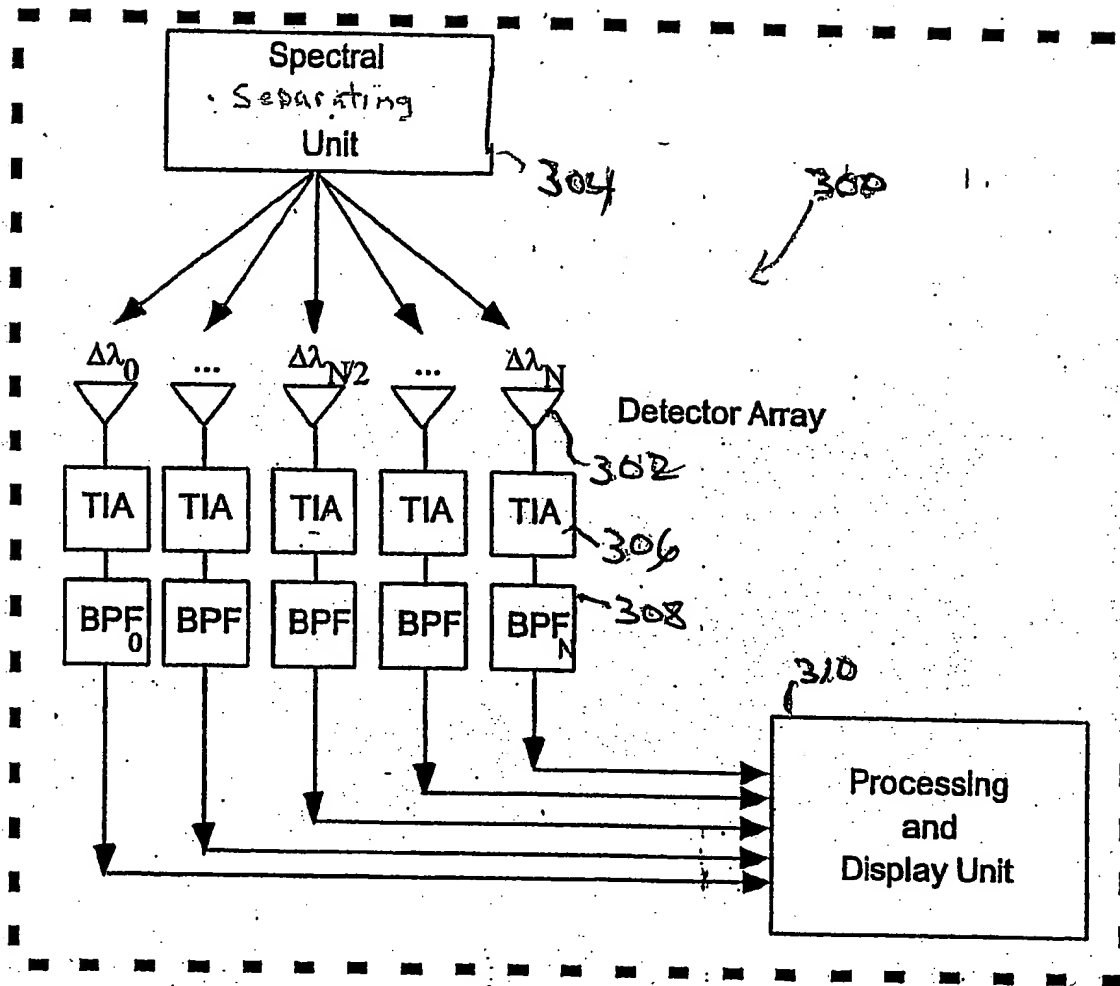 Spectral
Separating
Unit
304
300
Δλ0 ... ΔλN/2 ... ΔλN
Detector Array
302
TIA TIA TIA TIA TIA
306
BPF0 BPF BPF BPF BPFN
308
310
Processing
and
Display Unit